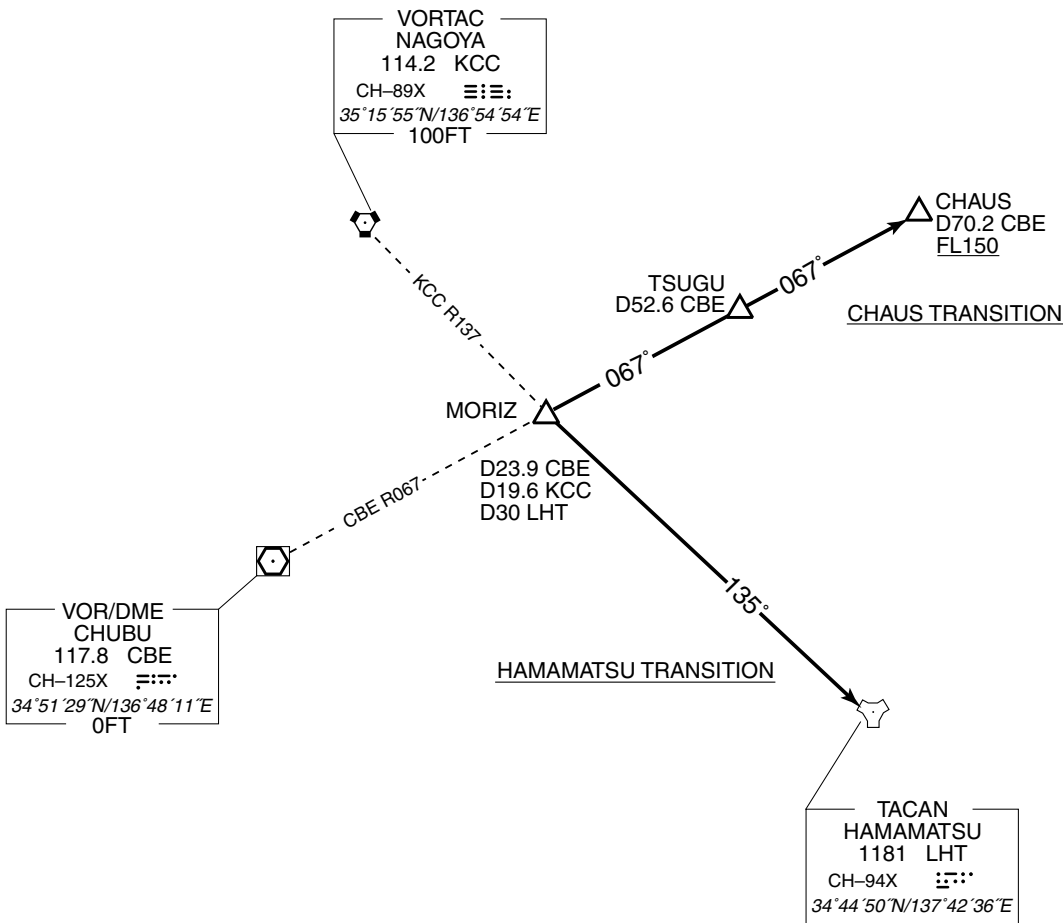 VORTAC
NAGOYA
114.2 KCC
CH–89X
35°15´55˝N/136°54´54˝E
100FT
CHAUS
D70.2 CBE
FL150
067°
TSUGU
D52.6 CBE
CHAUS TRANSITION
KCC R137
067°
MORIZ
D23.9 CBE
D19.6 KCC
D30 LHT
CBE R067
135°
VOR/DME
CHUBU
117.8 CBE
CH–125X
34°51´29˝N/136°48´11˝E
0FT
HAMAMATSU TRANSITION
TACAN
HAMAMATSU
1181 LHT
CH–94X
34°44´50˝N/137°42´36˝E